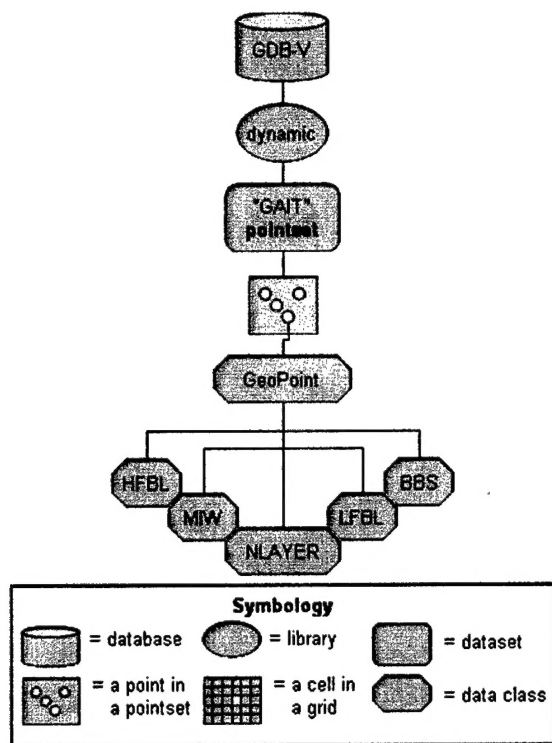 GDB-V
dynamic
"GAIT"
pointset
GeoPoint
HFBL
BBS
MIW
LFBL
NLAYER
Symbology
= database
= library
= dataset
= a point in
a pointset
= a cell in
a grid
= data class